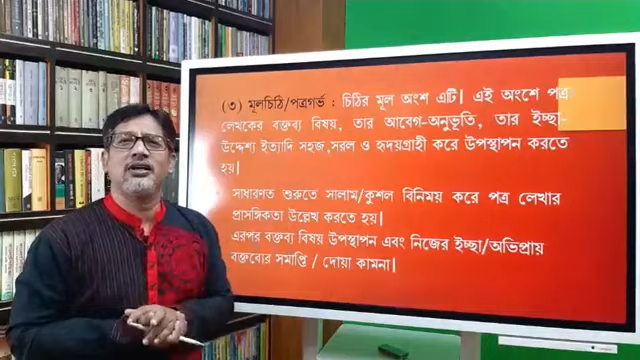 (৩) মূলচিঠি/পত্রগর্ভ : চিঠির মূল অংশ এটি। এই অংশে পত্র-
লেখকের বক্তব্য বিষয়, তার আবেগ-অনুভূতি, তার ইচ্ছা-
উদ্দেশ্য ইত্যাদি সহজ,সরল ও হৃদয়গ্রাহী করে উপস্থাপন করতে
হয়।
সাধারণত শুরুতে সালাম/কুশল বিনিময় করে পত্র লেখার
প্রাসঙ্গিকতা উল্লেখ করতে হয়।
এরপর বক্তব্য বিষয় উপস্থাপন এবং নিজের ইচ্ছা/অভিপ্রায়
বক্তব্যের সমাপ্তি / দোয়া কামনা।